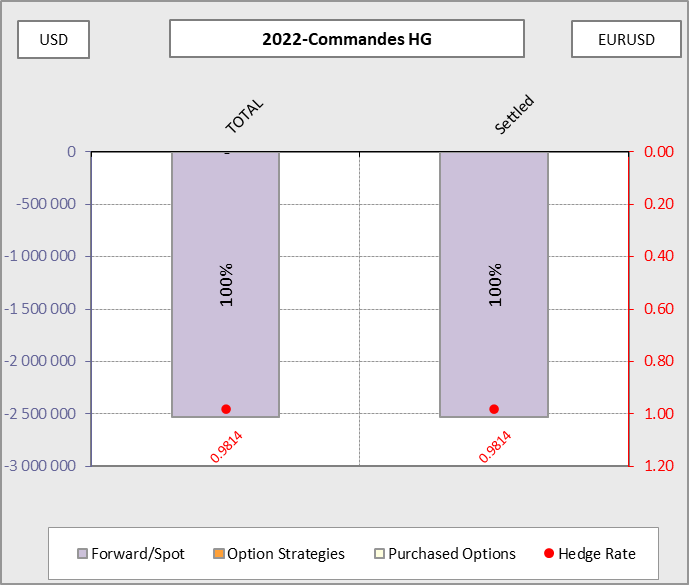 USD
2022-Commandes HG
EURUSD
TOTAL
Settled
0
-500 000
-1 000 000
-1 500 000
-2 000 000
-2 500 000
-3 000 000
100%
100%
0.9814
0.9814
0.00
0.20
0.40
0.60
0.80
1.00
1.20
Forward/Spot
Option Strategies
Purchased Options
Hedge Rate